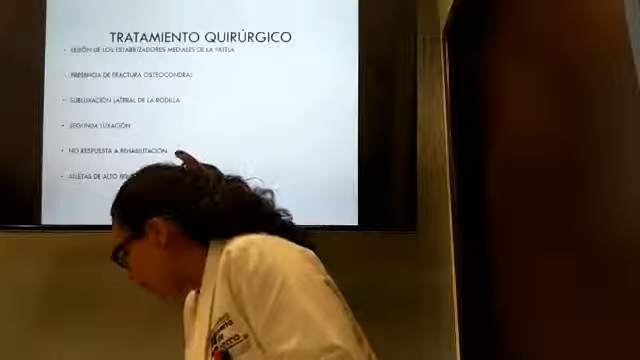 TRATAMIENTO QUIRÚRGICO
• LESIÓN DE LOS ESTABILIZADORES MEDIALES DE LA PATELA
• PRESENCIA DE FRACTURA OSTEOCONDRAL
• SUBLUXACIÓN LATERAL DE LA RODILLA
• SEGUNDA LUXACIÓN
• NO RESPUESTA A REHABILITACIÓN
• ATLETAS DE ALTO